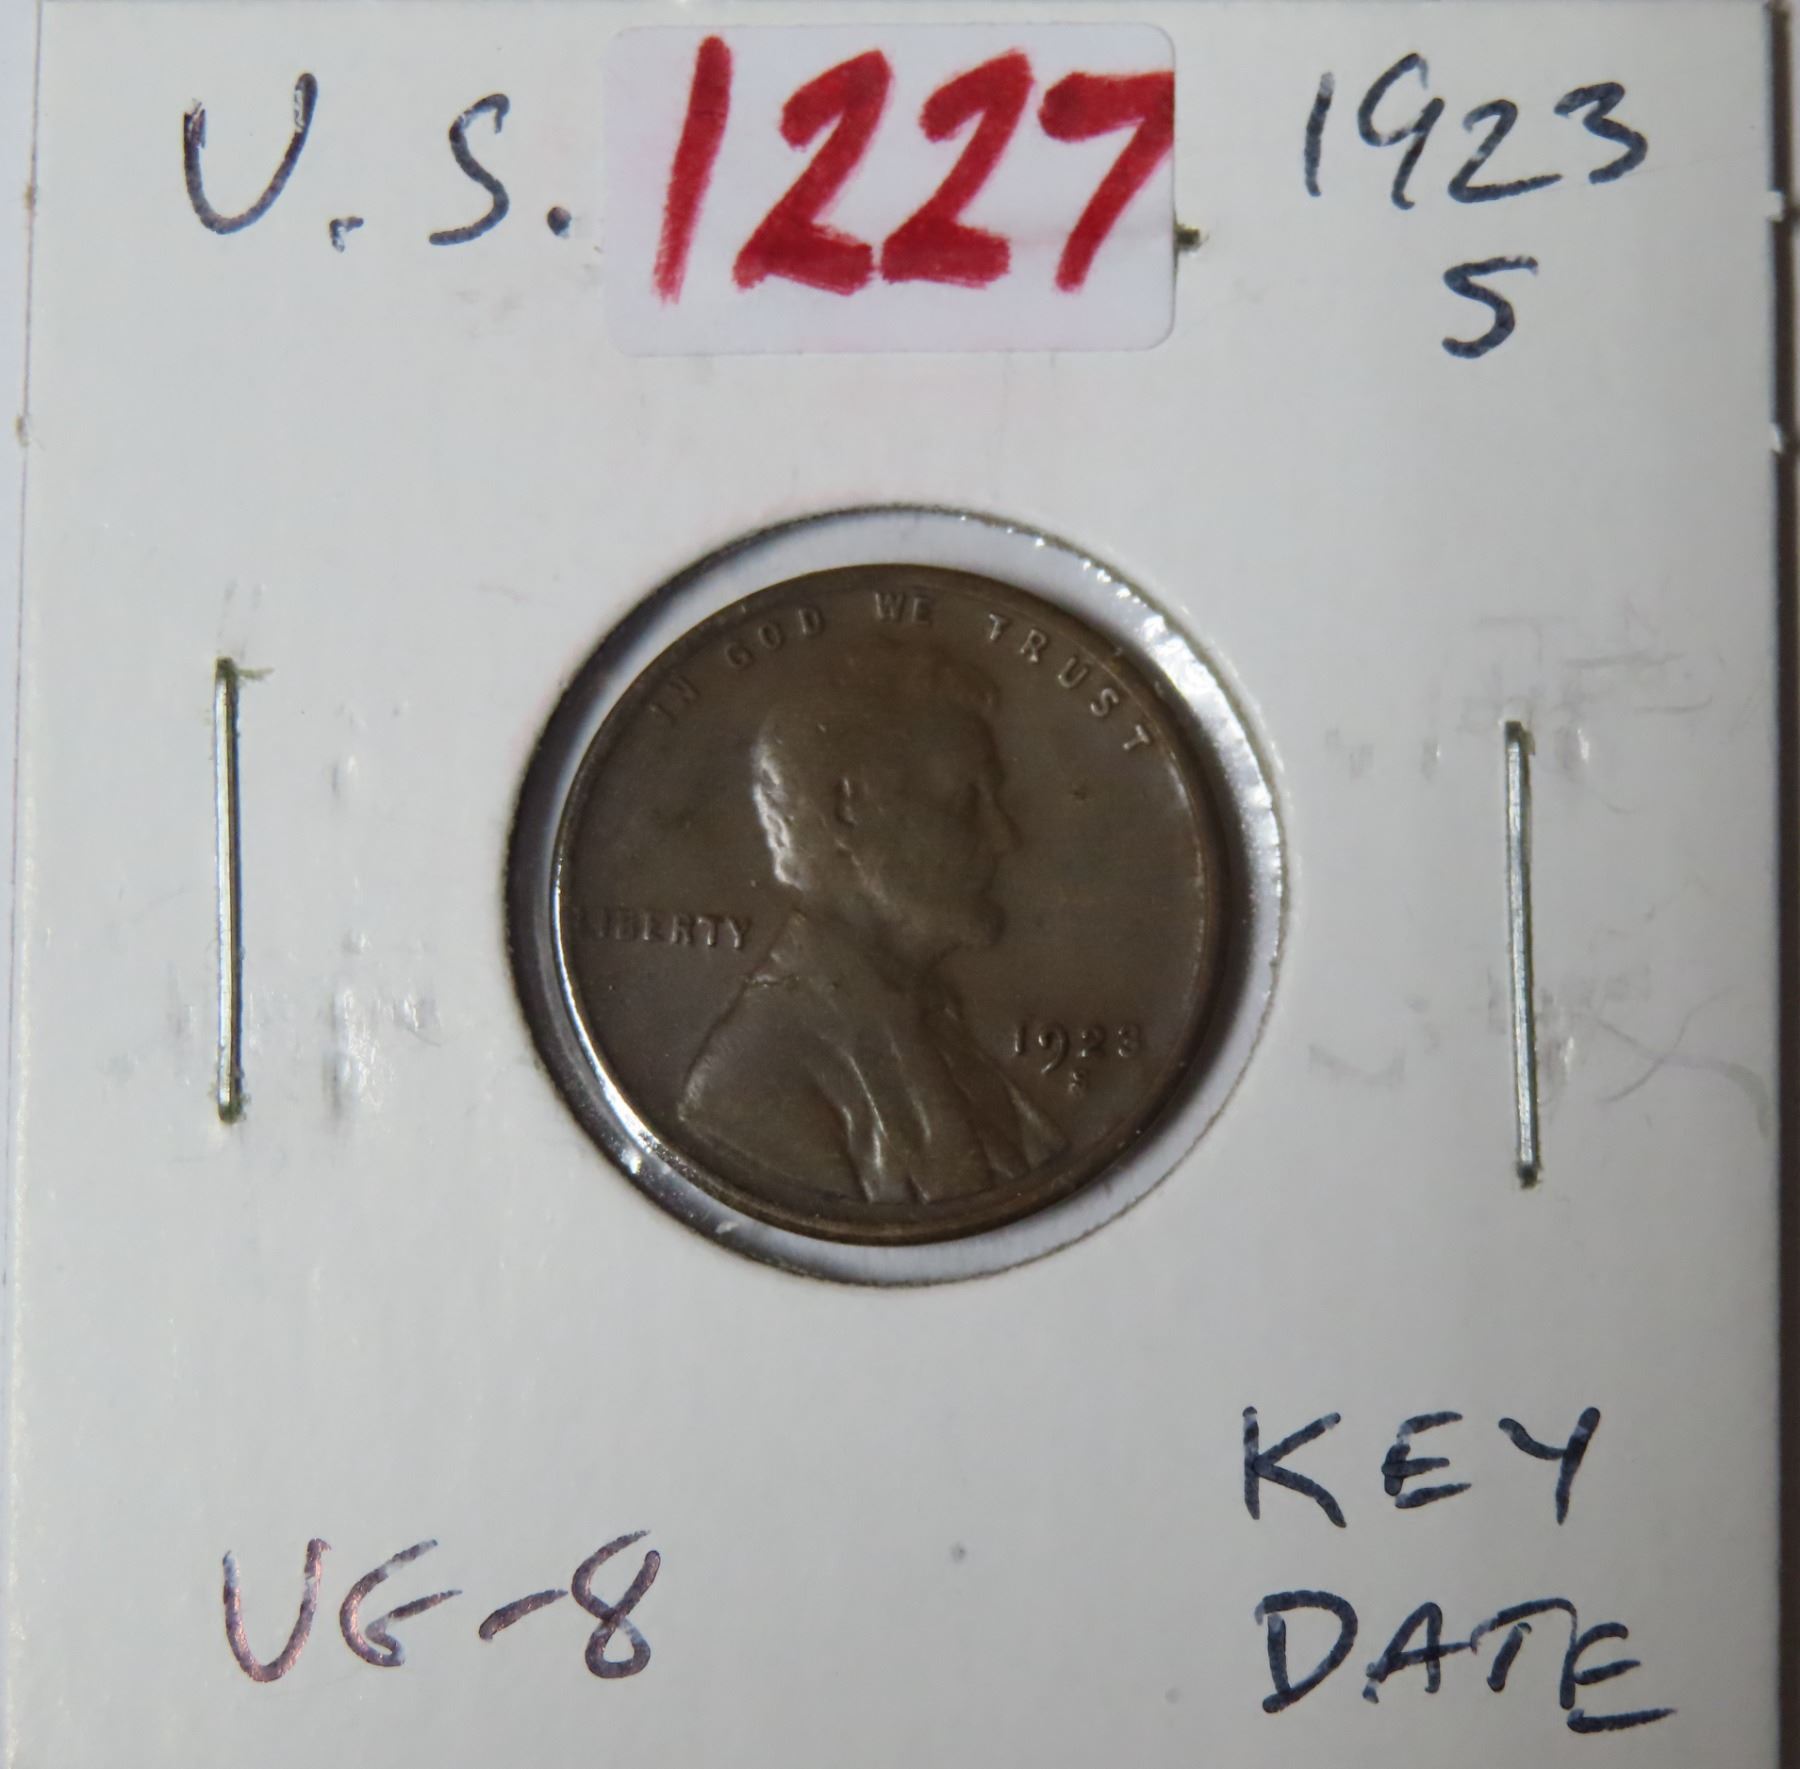 U.S. 1227 1923
S
IN GOD WE TRUST
LIBERTY
1923
S
VG-8
KEY
DATE